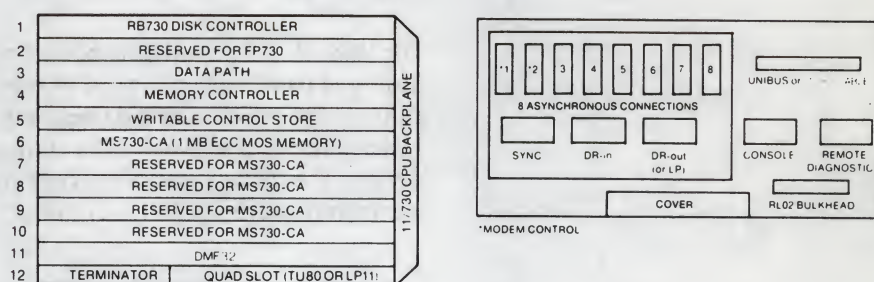 1 RB730 DISK CONTROLLER
2 RESERVED FOR FP730
3 DATA PATH
4 MEMORY CONTROLLER
5 WRITABLE CONTROL STORE
6 MS730-CA (1 MB ECC MOS MEMORY)
7 RESERVED FOR MS730-CA
8 RESERVED FOR MS730-CA
9 RESERVED FOR MS730-CA
10 RESERVED FOR MS730-CA
11 DMF32
12 TERMINATOR QUAD SLOT (TU80 OR LP11)
11/730 CPU BACKPLANE
*1 *2 3 4 5 6 7 8
8 ASYNCHRONOUS CONNECTIONS
UNIBUS or
SYNC DR-in DR-out
(or LP)
CONSOLE REMOTE
DIAGNOSTIC
COVER
RL02 BULKHEAD
*MODEM CONTROL